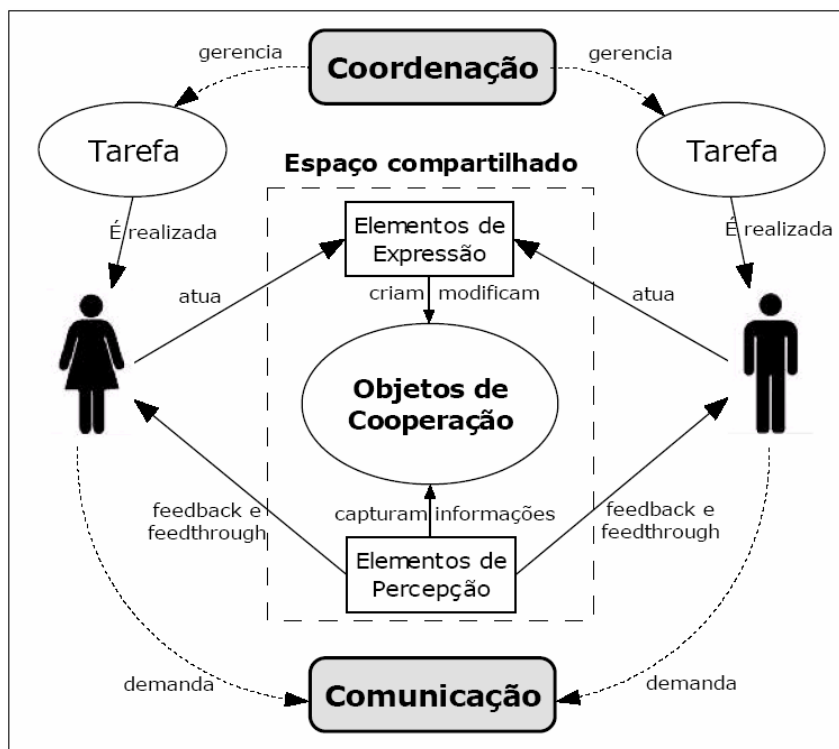 Coordenação
gerencia
gerencia
Tarefa
Tarefa
Espaço compartilhado
É realizada
É realizada
Elementos de
Expressão
atua
criam modificam
atua
Objetos de
Cooperação
feedback e
feedthrough
capturam informações
feedback e
feedthrough
Elementos de
Percepção
demanda
Comunicação
demanda